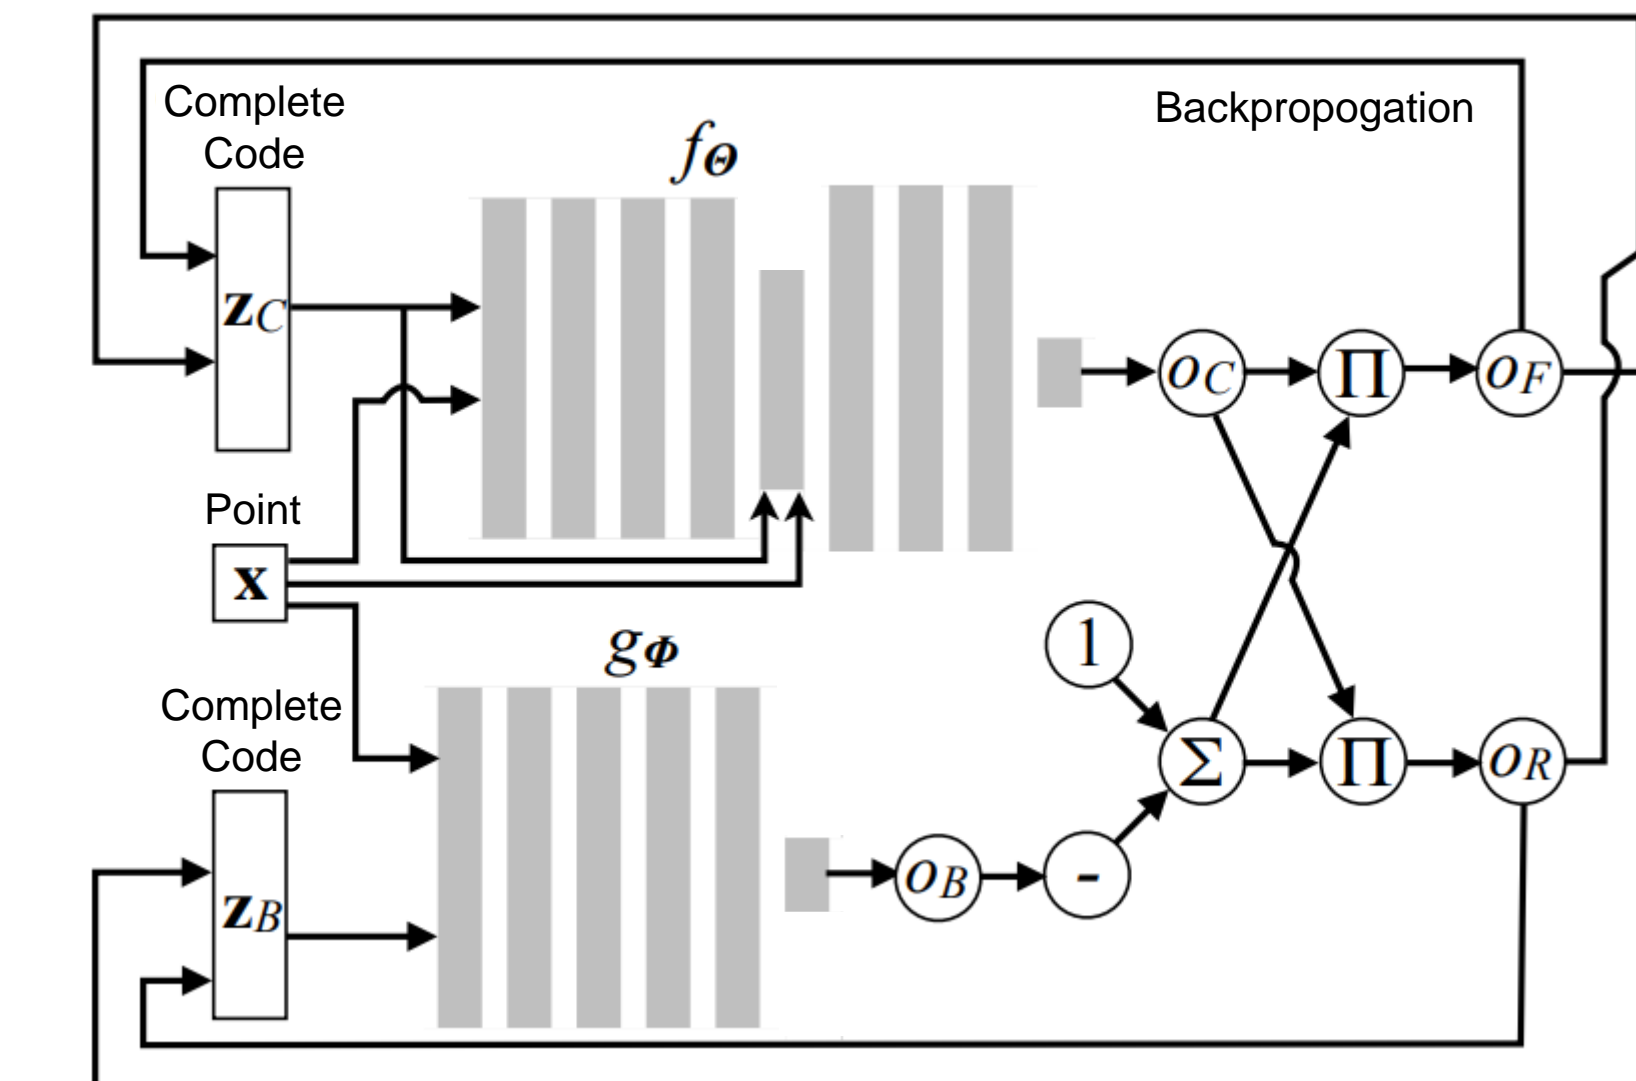 Complete
Code
Backpropogation
fΘ
zC
oC
Π
oF
Point
x
gΦ
1
Complete
Code
Σ
Π
oR
zB
oB
-